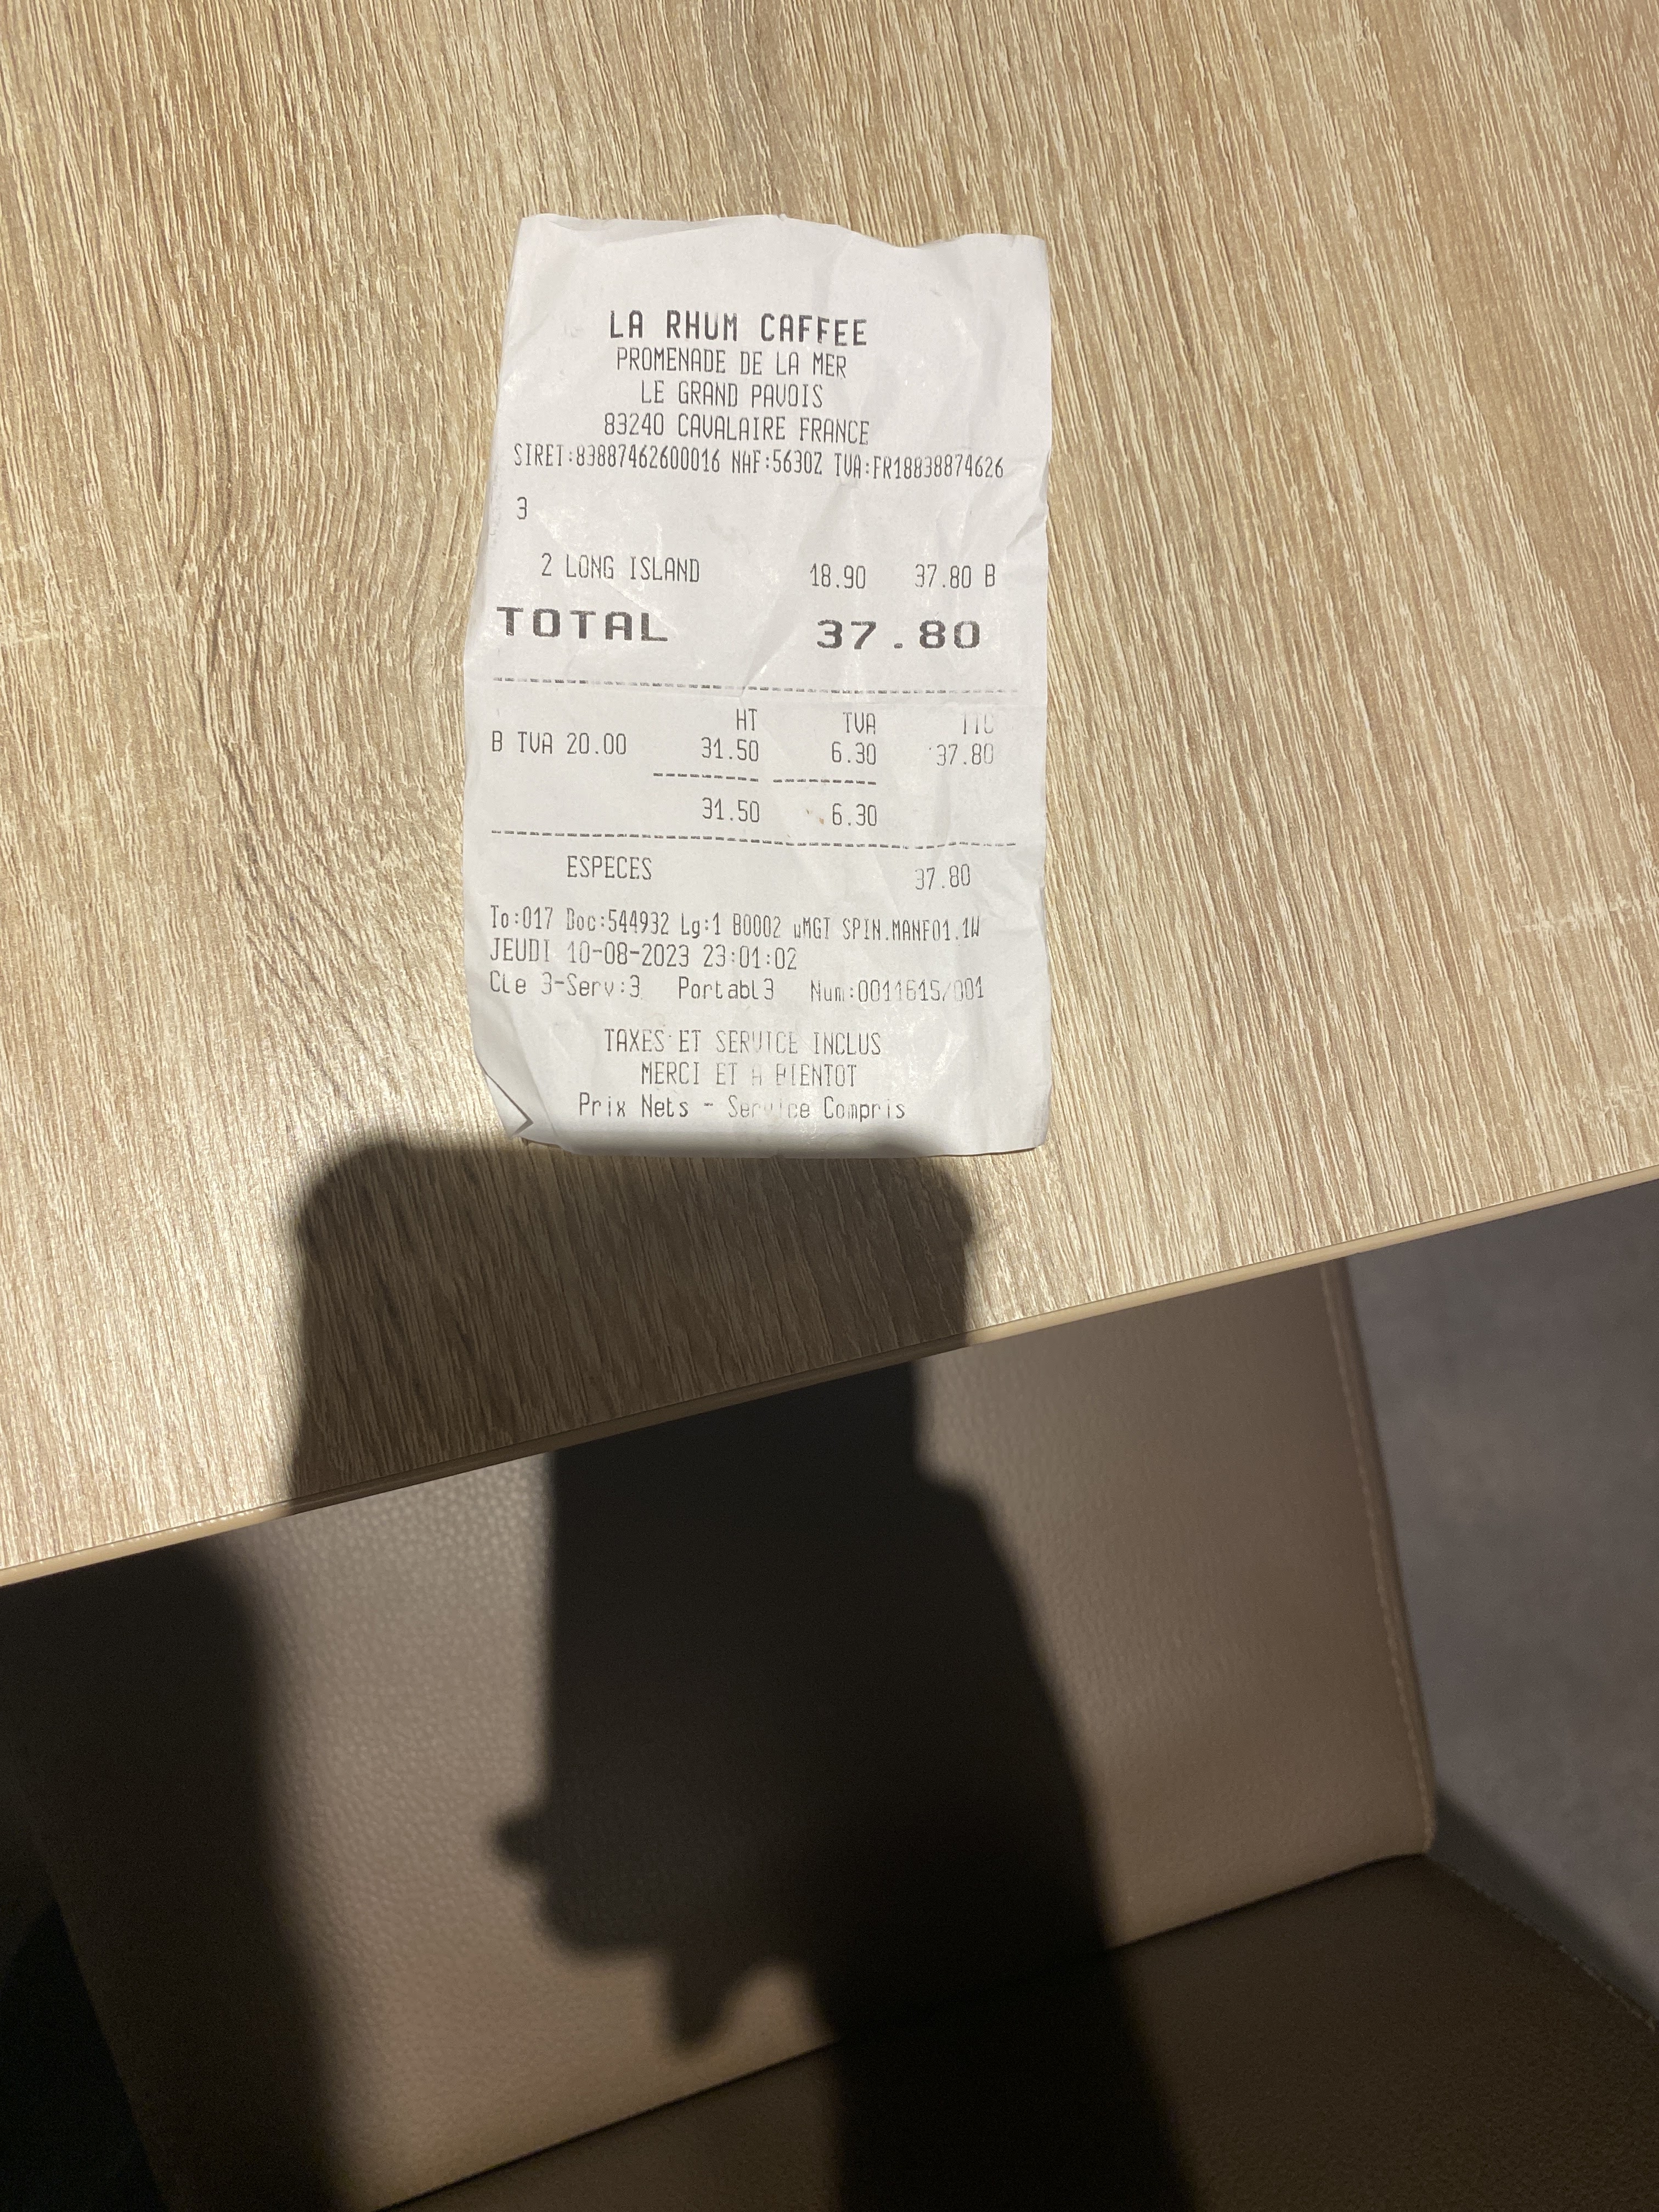 LA RHUM CAFFEE
PROMENADE DE LA MER
LE GRAND PAVOIS
83240 CAVALAIRE FRANCE
SIRET:83887462600016 NAF:5630Z TVA:FR18838874626
3
2 LONG ISLAND 18.90 37.80 B
TOTAL 37.80
HT TVA TTC
B TVA 20.00 31.50 6.30 37.80
31.50 6.30
ESPECES 37.80
To:017 Doc:544932 Lg:1 B0002 uMGT SPIN.MANF01.1W
JEUDI 10-08-2023 23:01:02
Cle 3-Serv:3 Portabl3 Num:0011615/001
TAXES ET SERVICE INCLUS
MERCI ET A BIENTOT
Prix Nets - Service Compris